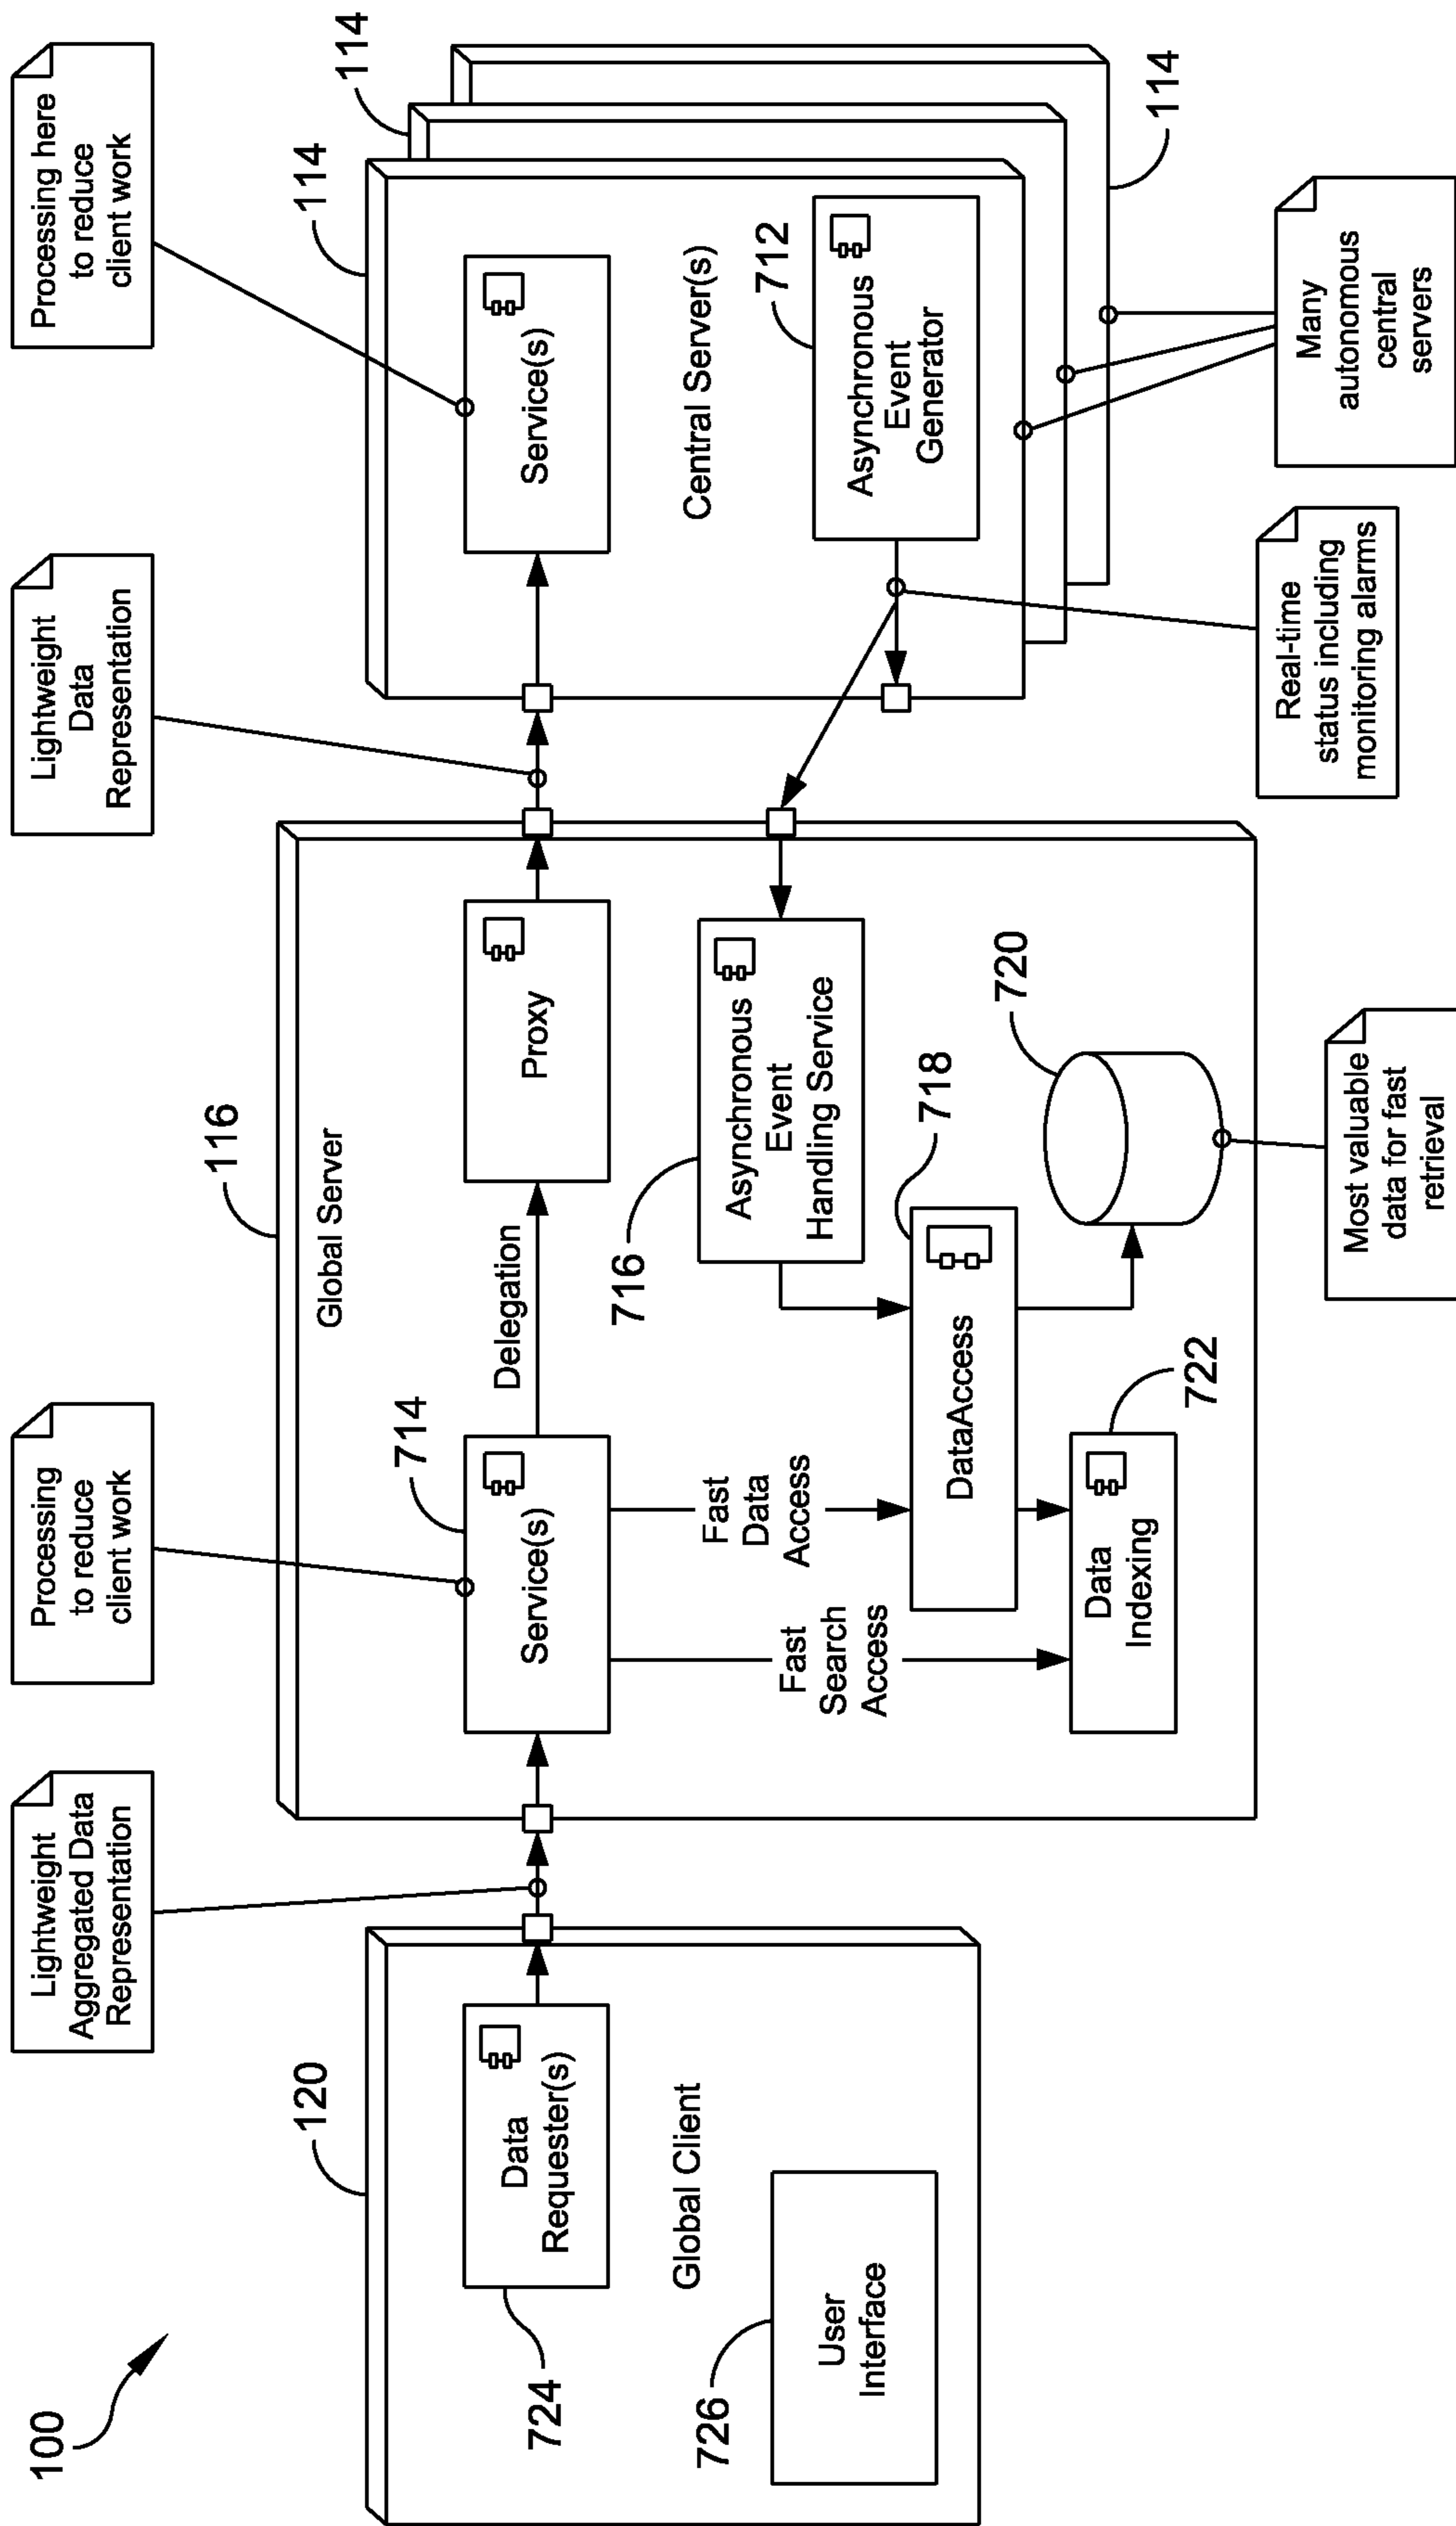 100
Lightweight
Aggregated Data
Representation
Processing
to reduce
client work
Lightweight
Data
Representation
Processing here
to reduce
client work
120
Data
Requester(s)
724
Global Client
User
Interface
726
116
Global Server
714
Service(s)
Delegation
Proxy
Fast
Search
Access
Fast
Data
Access
716
Asynchronous
Event
Handling Service
718
DataAccess
720
Data
Indexing
722
114
114
114
Service(s)
Central Server(s)
712
Asynchronous
Event
Generator
Most valuable
data for fast
retrieval
Real-time
status including
monitoring alarms
Many
autonomous
central
servers